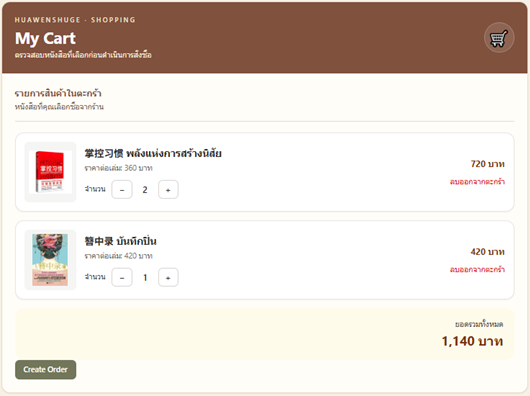 HUAWENSHUGE · SHOPPING
My Cart
ตรวจสอบหนังสือที่เลือกก่อนดำเนินการสั่งซื้อ
รายการสินค้าในตะกร้า
หนังสือที่คุณเลือกซื้อจากร้าน
掌控习惯 พลังแห่งการสร้างนิสัย
ราคาต่อเล่ม: 360 บาท
จำนวน − 2 +
720 บาท
ลบออกจากตะกร้า
掌控习惯
簪中录 บันทึกปิ่น
ราคาต่อเล่ม: 420 บาท
จำนวน − 1 +
420 บาท
ลบออกจากตะกร้า
ยอดรวมทั้งหมด
1,140 บาท
Create Order